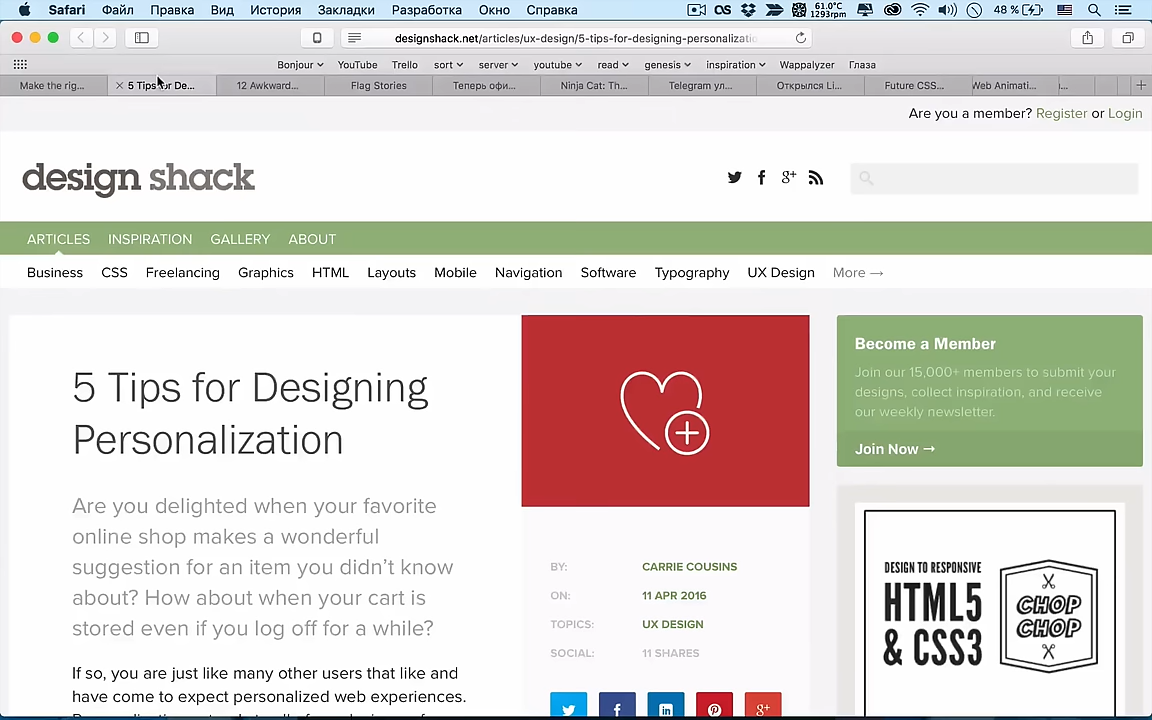 Safari Файл Правка Вид История Закладки Разработка Окно Справка 61.0°C 1293rpm 48 %
designshack.net/articles/ux-design/5-tips-for-designing-personalizatio
Bonjour YouTube Trello sort server youtube read genesis inspiration Wappalyzer Глаза
Make the rig... 5 Tips for De... 12 Awkward... Flag Stories Теперь офи... Ninja Cat: Th... Telegram ул... Открылся Li... Future CSS... Web Animati...
Are you a member? Register or Login
design shack
ARTICLES INSPIRATION GALLERY ABOUT
Business CSS Freelancing Graphics HTML Layouts Mobile Navigation Software Typography UX Design More →
5 Tips for Designing
Personalization
Are you delighted when your favorite
online shop makes a wonderful
suggestion for an item you didn’t know
about? How about when your cart is
stored even if you log off for a while?
If so, you are just like many other users that like and
have come to expect personalized web experiences.
BY: CARRIE COUSINS
ON: 11 APR 2016
TOPICS: UX DESIGN
SOCIAL: 11 SHARES
Become a Member
Join our 15,000+ members to submit your
designs, collect inspiration, and receive
our weekly newsletter.
Join Now →
DESIGN TO RESPONSIVE
HTML5
& CSS3
CHOP
CHOP